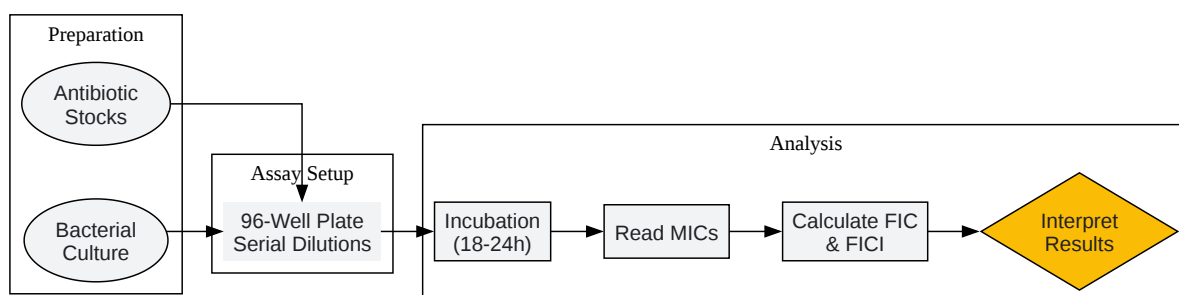 Preparation
Antibiotic
Stocks
Bacterial
Culture
Assay Setup
96-Well Plate
Serial Dilutions
Analysis
Incubation
(18-24h)
Read MICs
Calculate FIC
& FICI
Interpret
Results